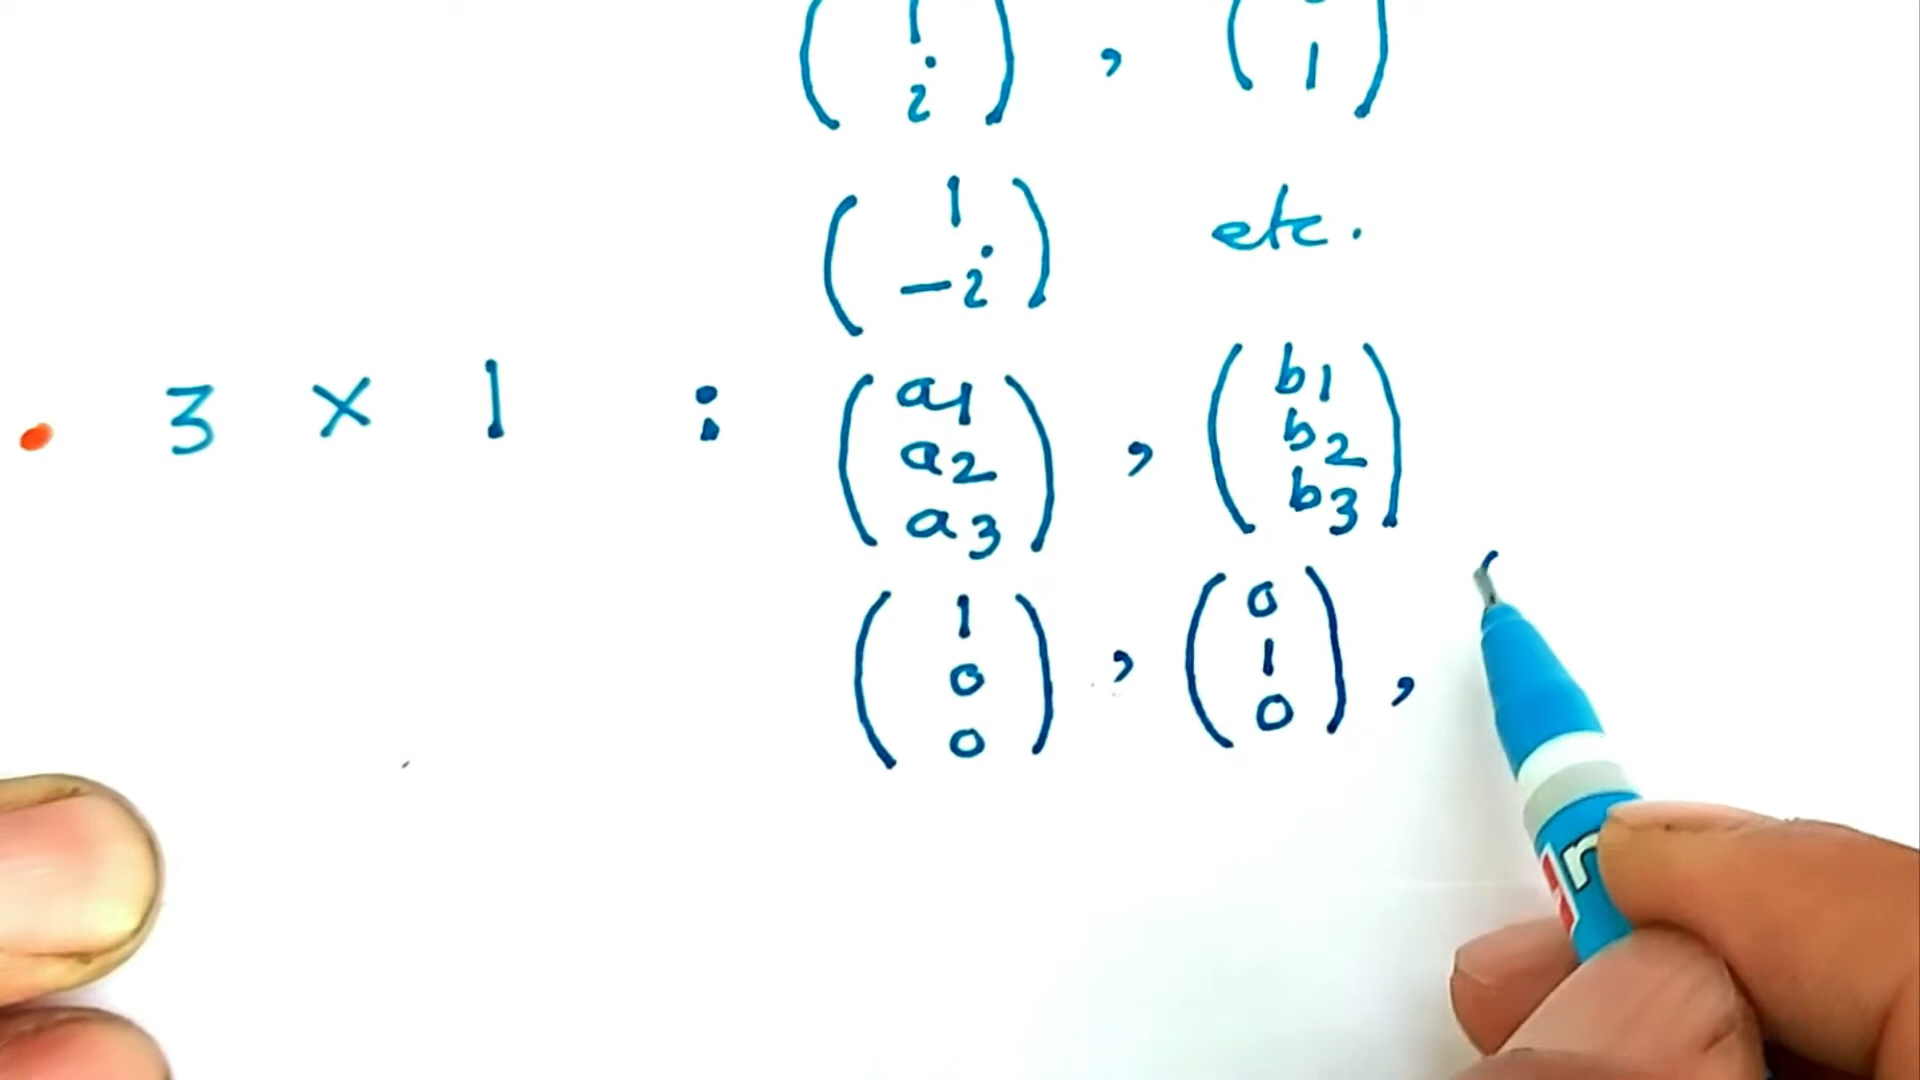 ( 1 i ) , ( 1 )
( 1 -i ) etc.
• 3 × 1 : ( a1 a2 a3 ) , ( b1 b2 b3 )
( 1 0 0 ) , ( 0 1 0 ) , (